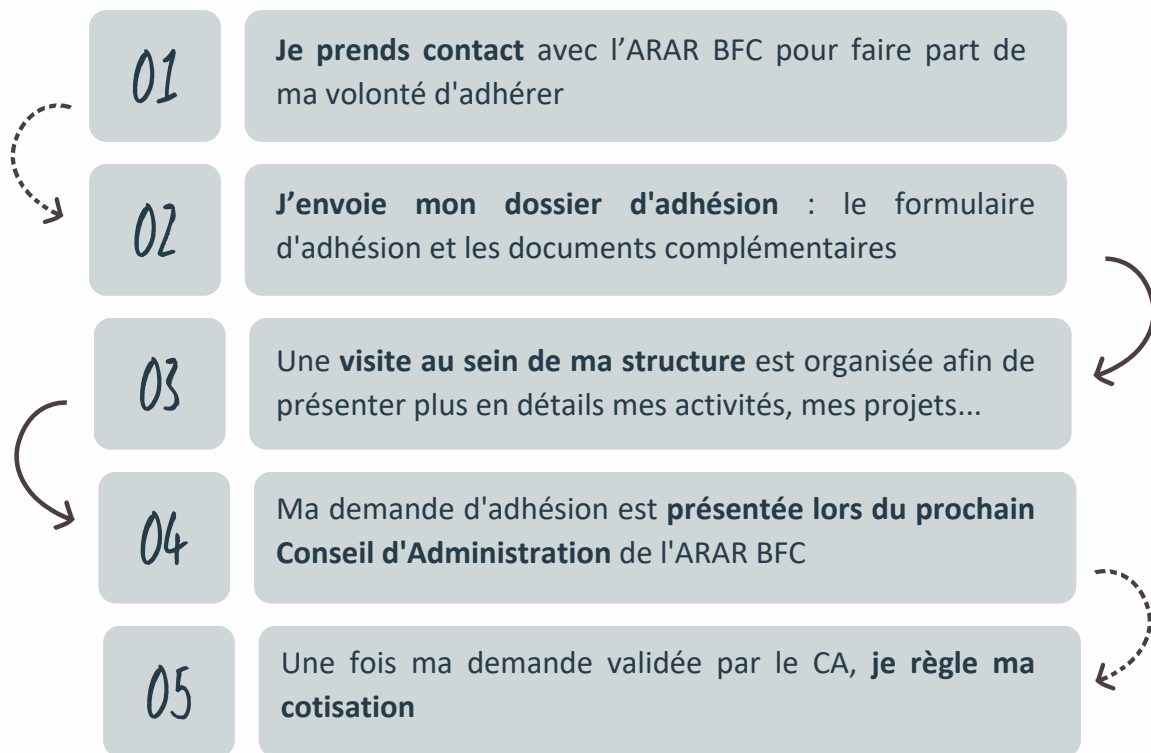 01
Je prends contact avec l’ARAR BFC pour faire part de
ma volonté d'adhérer
02
J’envoie mon dossier d'adhésion : le formulaire
d'adhésion et les documents complémentaires
03
Une visite au sein de ma structure est organisée afin de
présenter plus en détails mes activités, mes projets...
04
Ma demande d'adhésion est présentée lors du prochain
Conseil d'Administration de l'ARAR BFC
05
Une fois ma demande validée par le CA, je règle ma
cotisation